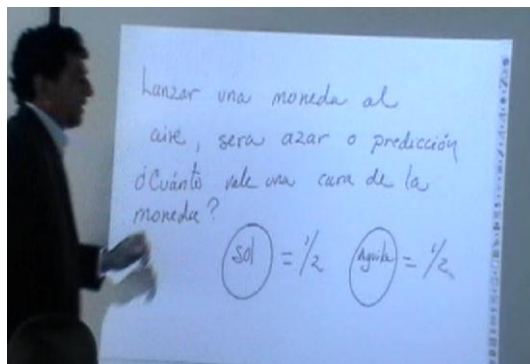 Lanzar una moneda al
aire, sera azar o predicción
¿Cuánto vale una cara de la
moneda?
sol = 1/2 águila = 1/2